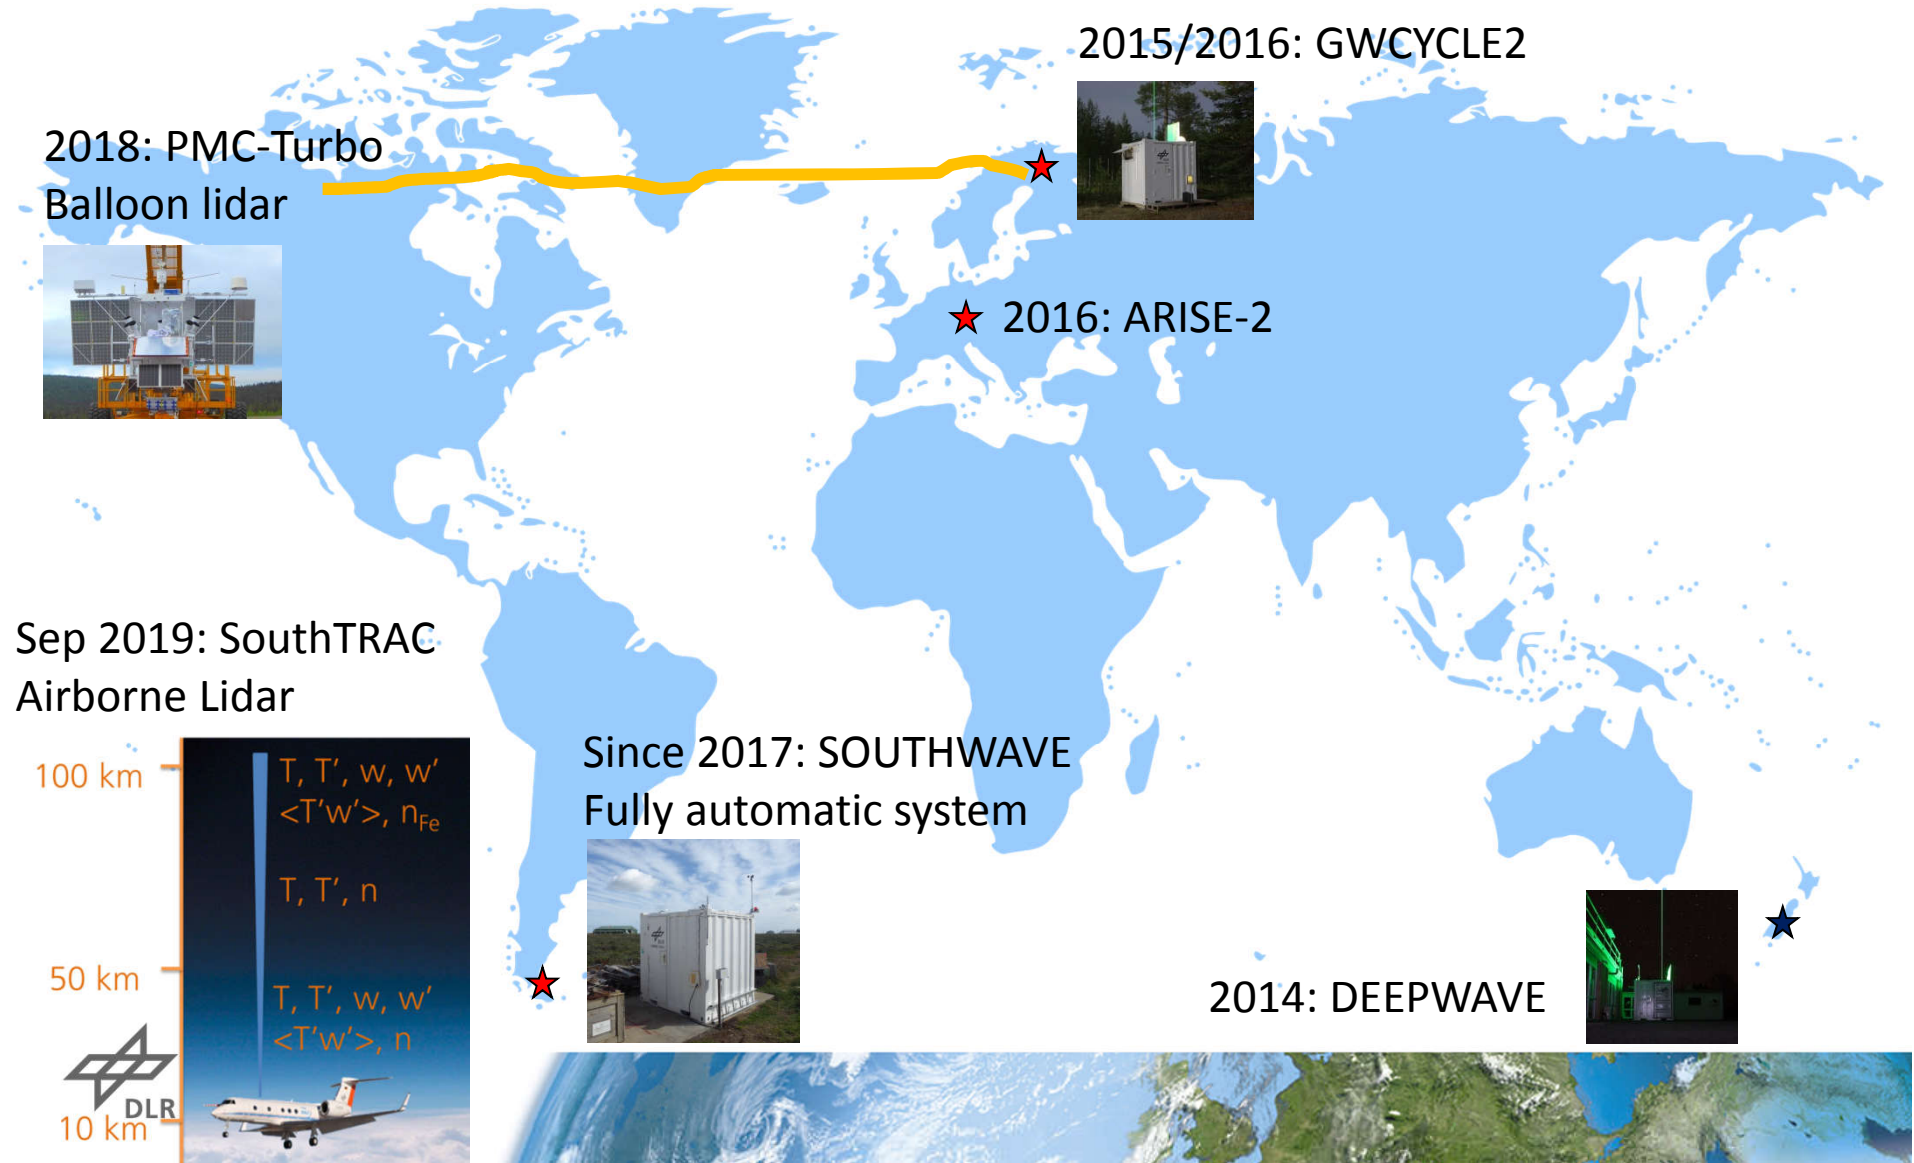 2015/2016: GWCYCLE2
2018: PMC-Turbo
Balloon lidar
2016: ARISE-2
Sep 2019: SouthTRAC
Airborne Lidar
100 km
T, T’, w, w’
<T’w’>, nFe
T, T’, n
50 km
T, T’, w, w’
<T’w’>, n
DLR
10 km
Since 2017: SOUTHWAVE
Fully automatic system
2014: DEEPWAVE